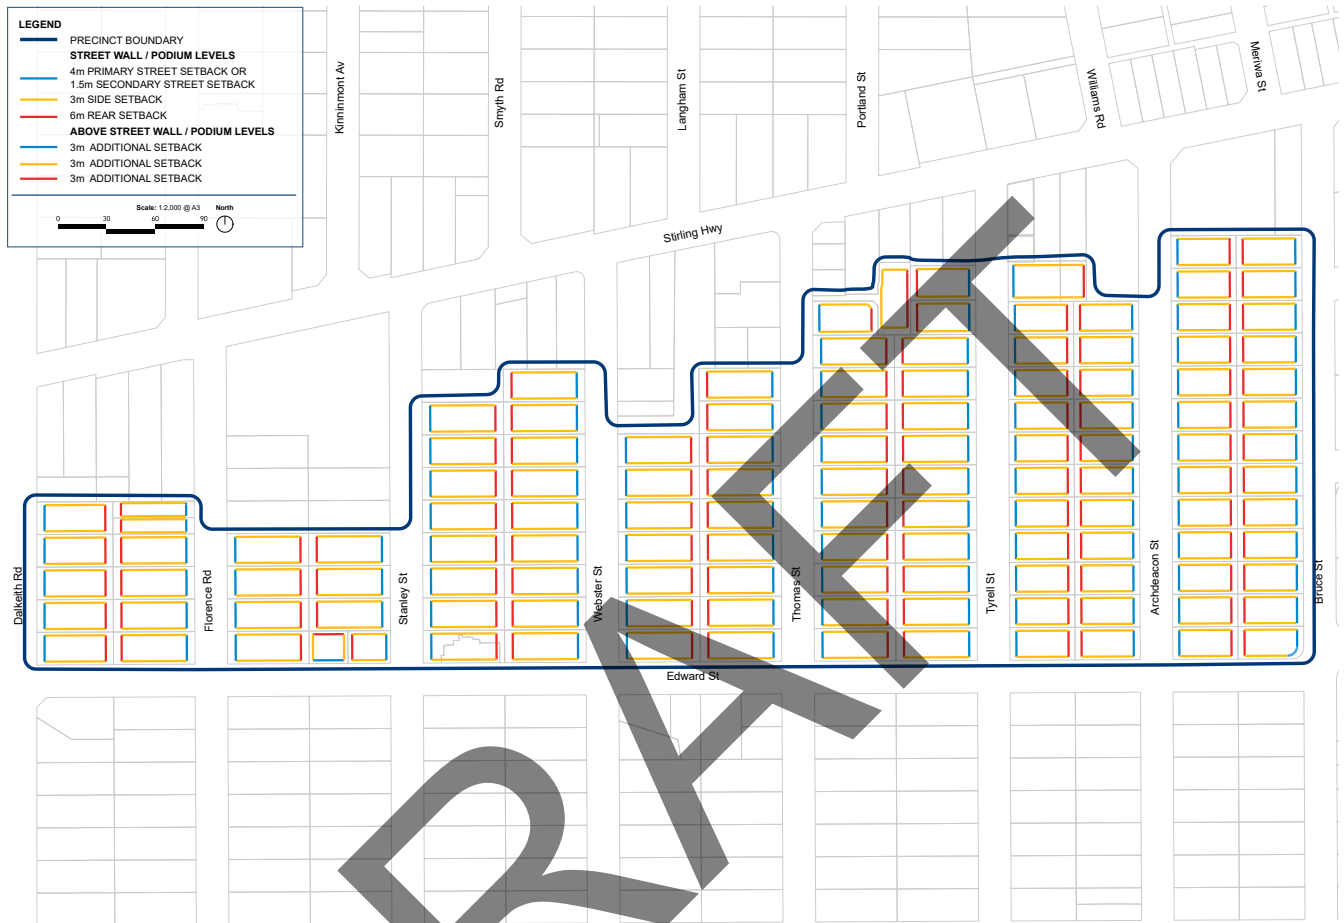 LEGEND
PRECINCT BOUNDARY
STREET WALL / PODIUM LEVELS
4m PRIMARY STREET SETBACK OR
1.5m SECONDARY STREET SETBACK
3m SIDE SETBACK
6m REAR SETBACK
ABOVE STREET WALL / PODIUM LEVELS
3m ADDITIONAL SETBACK
3m ADDITIONAL SETBACK
3m ADDITIONAL SETBACK
Scale: 1:2,000 @ A3 North
0 30 60 90
Kinninmont Av
Smyth Rd
Langham St
Portland St
Williams Rd
Meriwa St
Stirling Hwy
Dalkeith Rd
Florence Rd
Stanley St
Webster St
Thomas St
Tyrell St
Archdeacon St
Bruce St
Edward St
RAFT